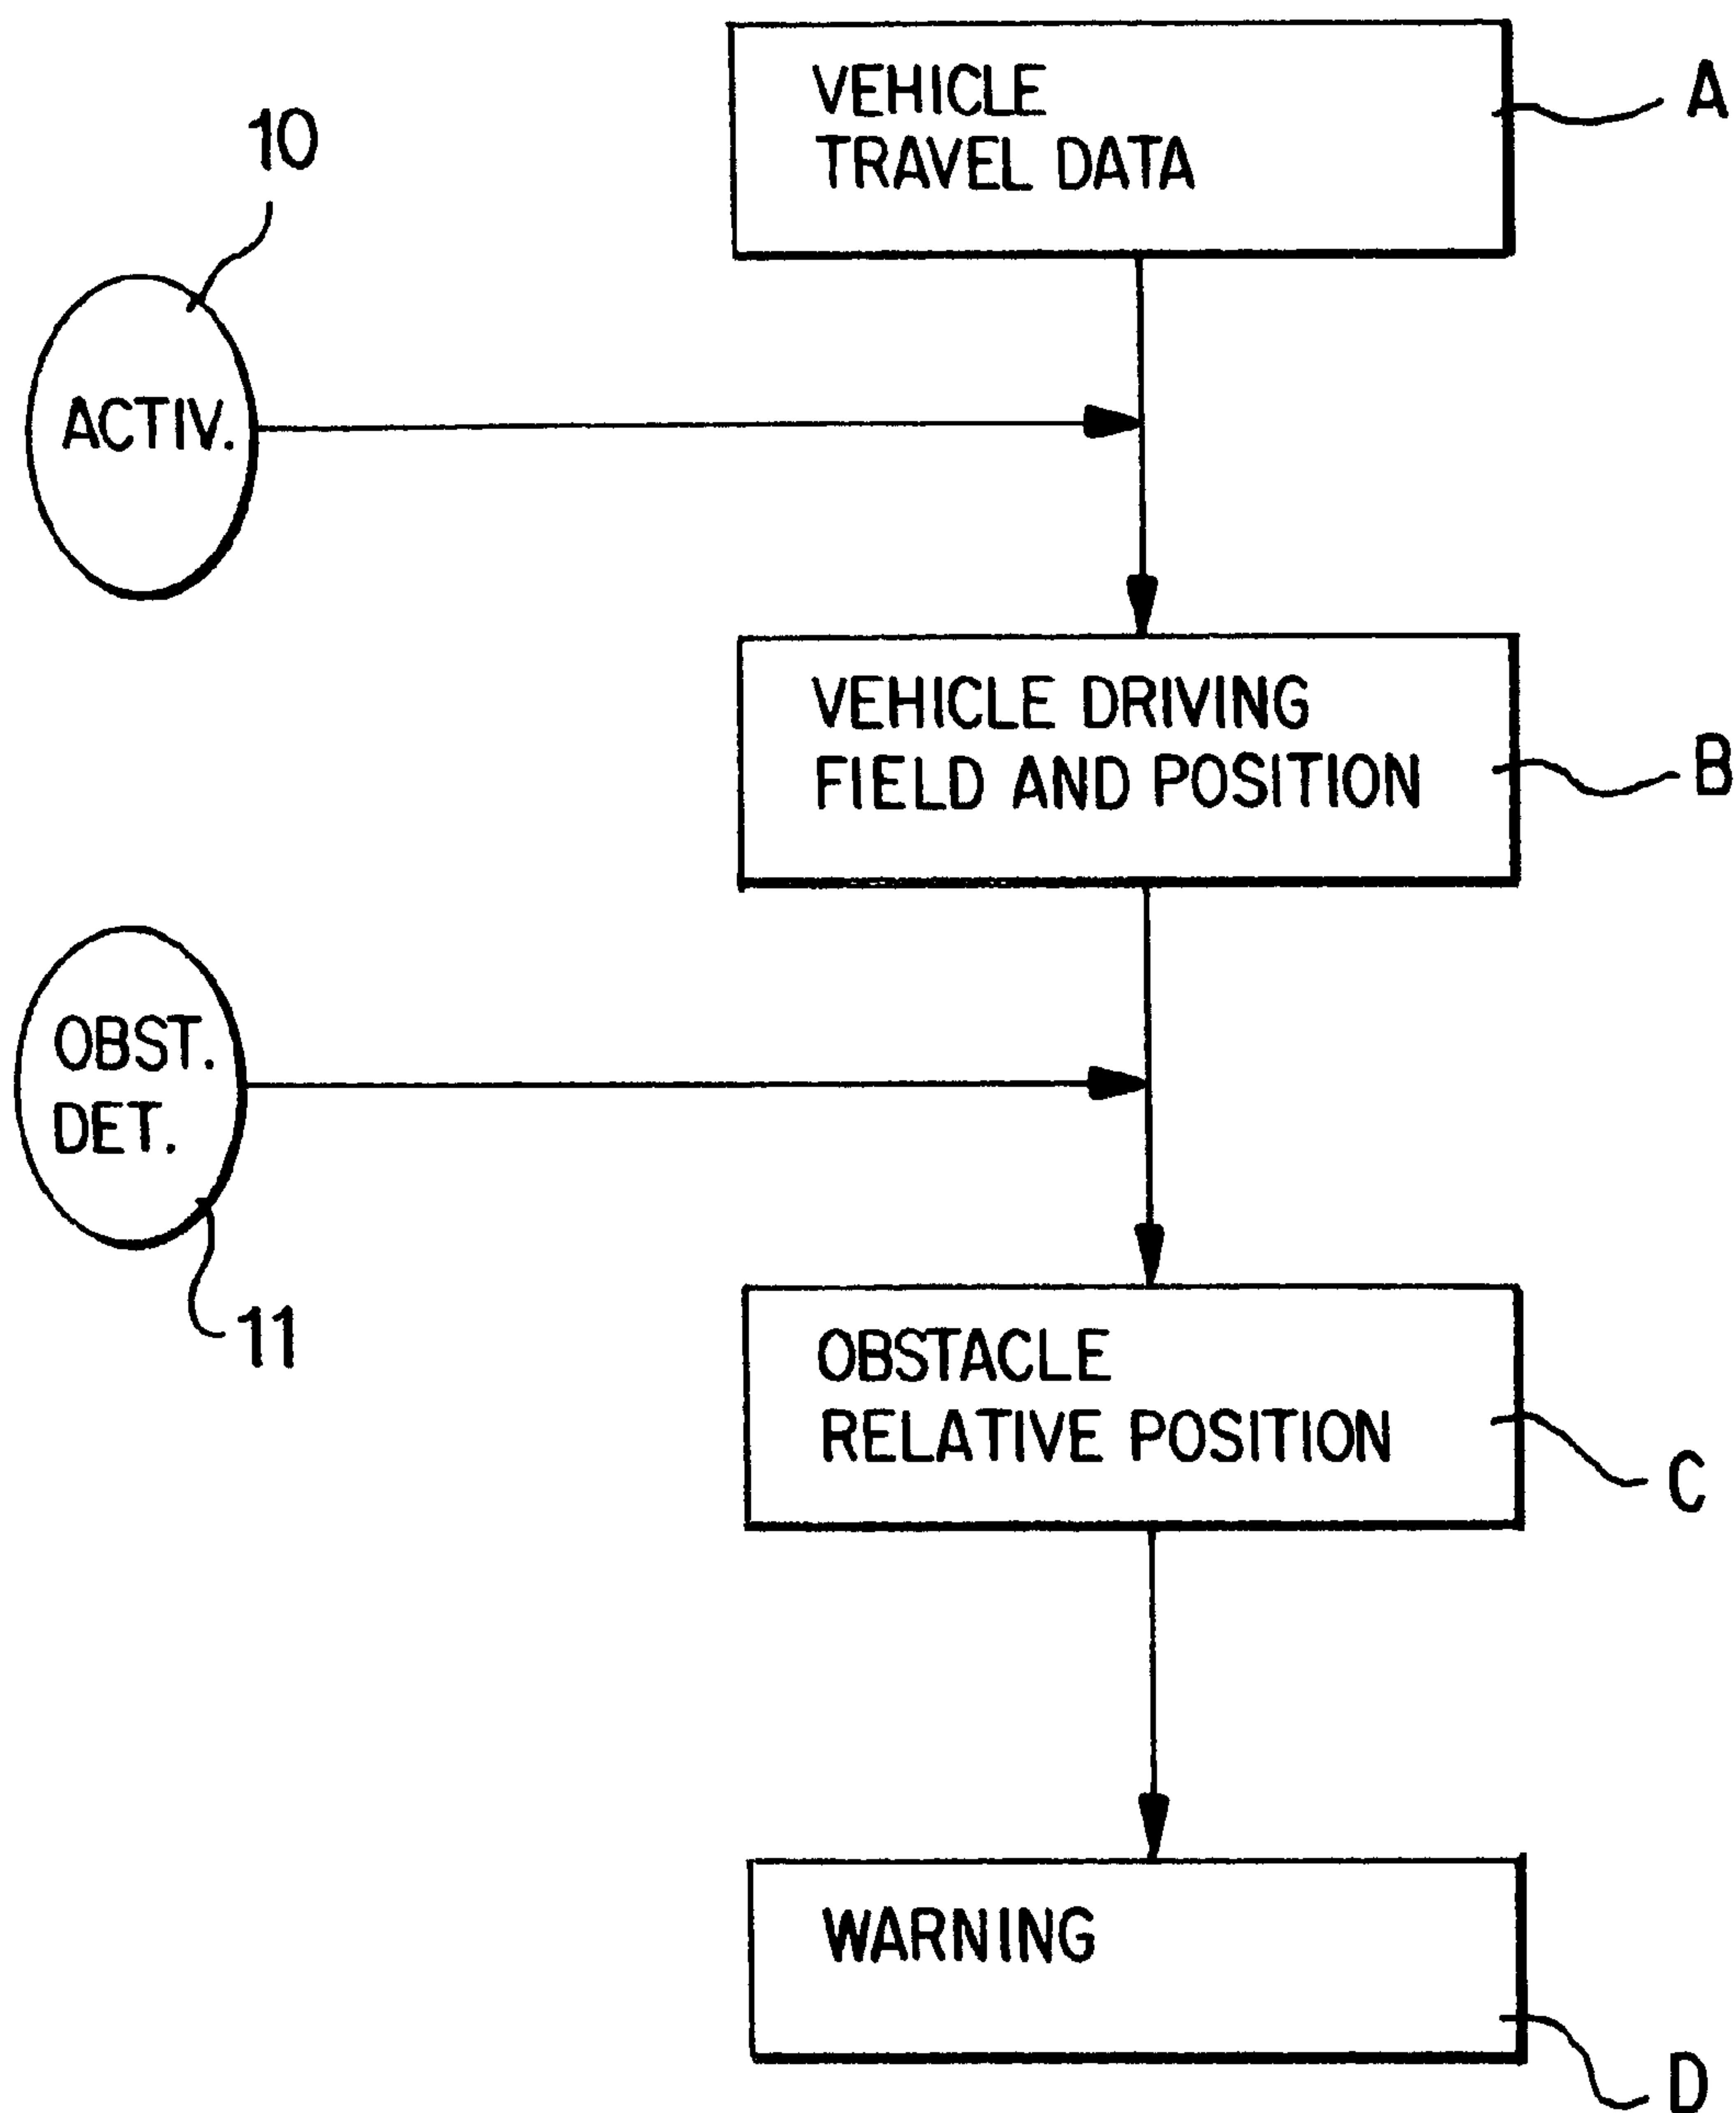 VEHICLE
TRAVEL DATA
A
10
ACTIV.
VEHICLE DRIVING
FIELD AND POSITION
B
OBST.
DET.
11
OBSTACLE
RELATIVE POSITION
C
WARNING
D